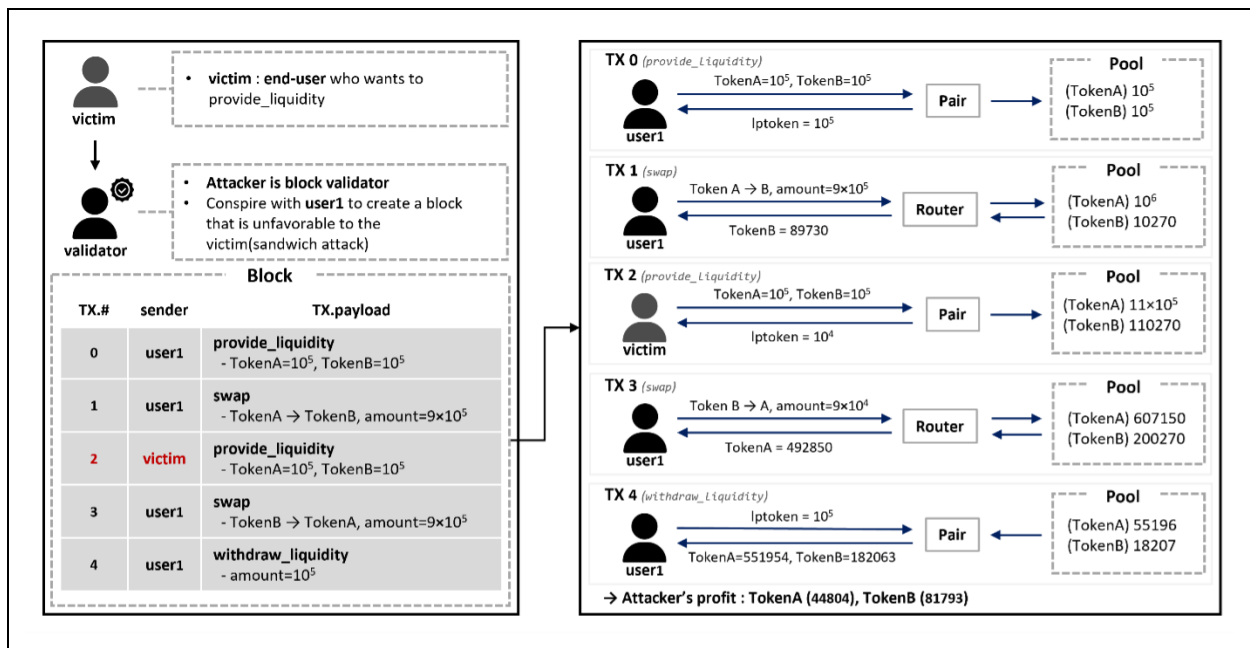 victim
• victim : end-user who wants to
provide_liquidity
validator
• Attacker is block validator
• Conspire with user1 to create a block
that is unfavorable to the
victim(sandwich attack)
Block
TX.# sender TX.payload
0 user1 provide_liquidity
- TokenA=10⁵, TokenB=10⁵
1 user1 swap
- TokenA → TokenB, amount=9×10⁵
2 victim provide_liquidity
- TokenA=10⁵, TokenB=10⁵
3 user1 swap
- TokenB → TokenA, amount=9×10⁵
4 user1 withdraw_liquidity
- amount=10⁵
TX 0 (provide_liquidity)
user1
TokenA=10⁵, TokenB=10⁵
lptoken = 10⁵
Pair
Pool
(TokenA) 10⁵
(TokenB) 10⁵
TX 1 (swap)
user1
Token A → B, amount=9×10⁵
TokenB = 89730
Router
Pool
(TokenA) 10⁶
(TokenB) 10270
TX 2 (provide_liquidity)
victim
TokenA=10⁵, TokenB=10⁵
lptoken = 10⁴
Pair
Pool
(TokenA) 11×10⁵
(TokenB) 110270
TX 3 (swap)
user1
Token B → A, amount=9×10⁴
TokenA = 492850
Router
Pool
(TokenA) 607150
(TokenB) 200270
TX 4 (withdraw_liquidity)
user1
lptoken = 10⁵
TokenA=551954, TokenB=182063
Pair
Pool
(TokenA) 55196
(TokenB) 18207
→ Attacker's profit : TokenA (44804), TokenB (81793)